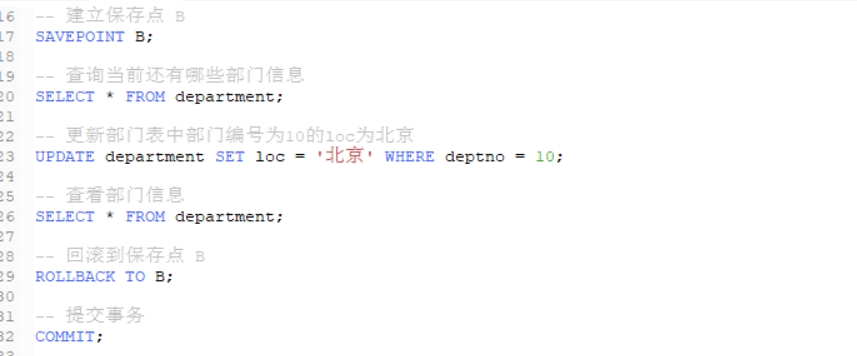 16 -- 建立保存点 B
17 SAVEPOINT B;
18
19 -- 查询当前还有哪些部门信息
20 SELECT * FROM department;
21
22 -- 更新部门表中部门编号为10的loc为北京
23 UPDATE department SET loc = '北京' WHERE deptno = 10;
24
25 -- 查看部门信息
26 SELECT * FROM department;
27
28 -- 回滚到保存点 B
29 ROLLBACK TO B;
30
31 -- 提交事务
32 COMMIT;